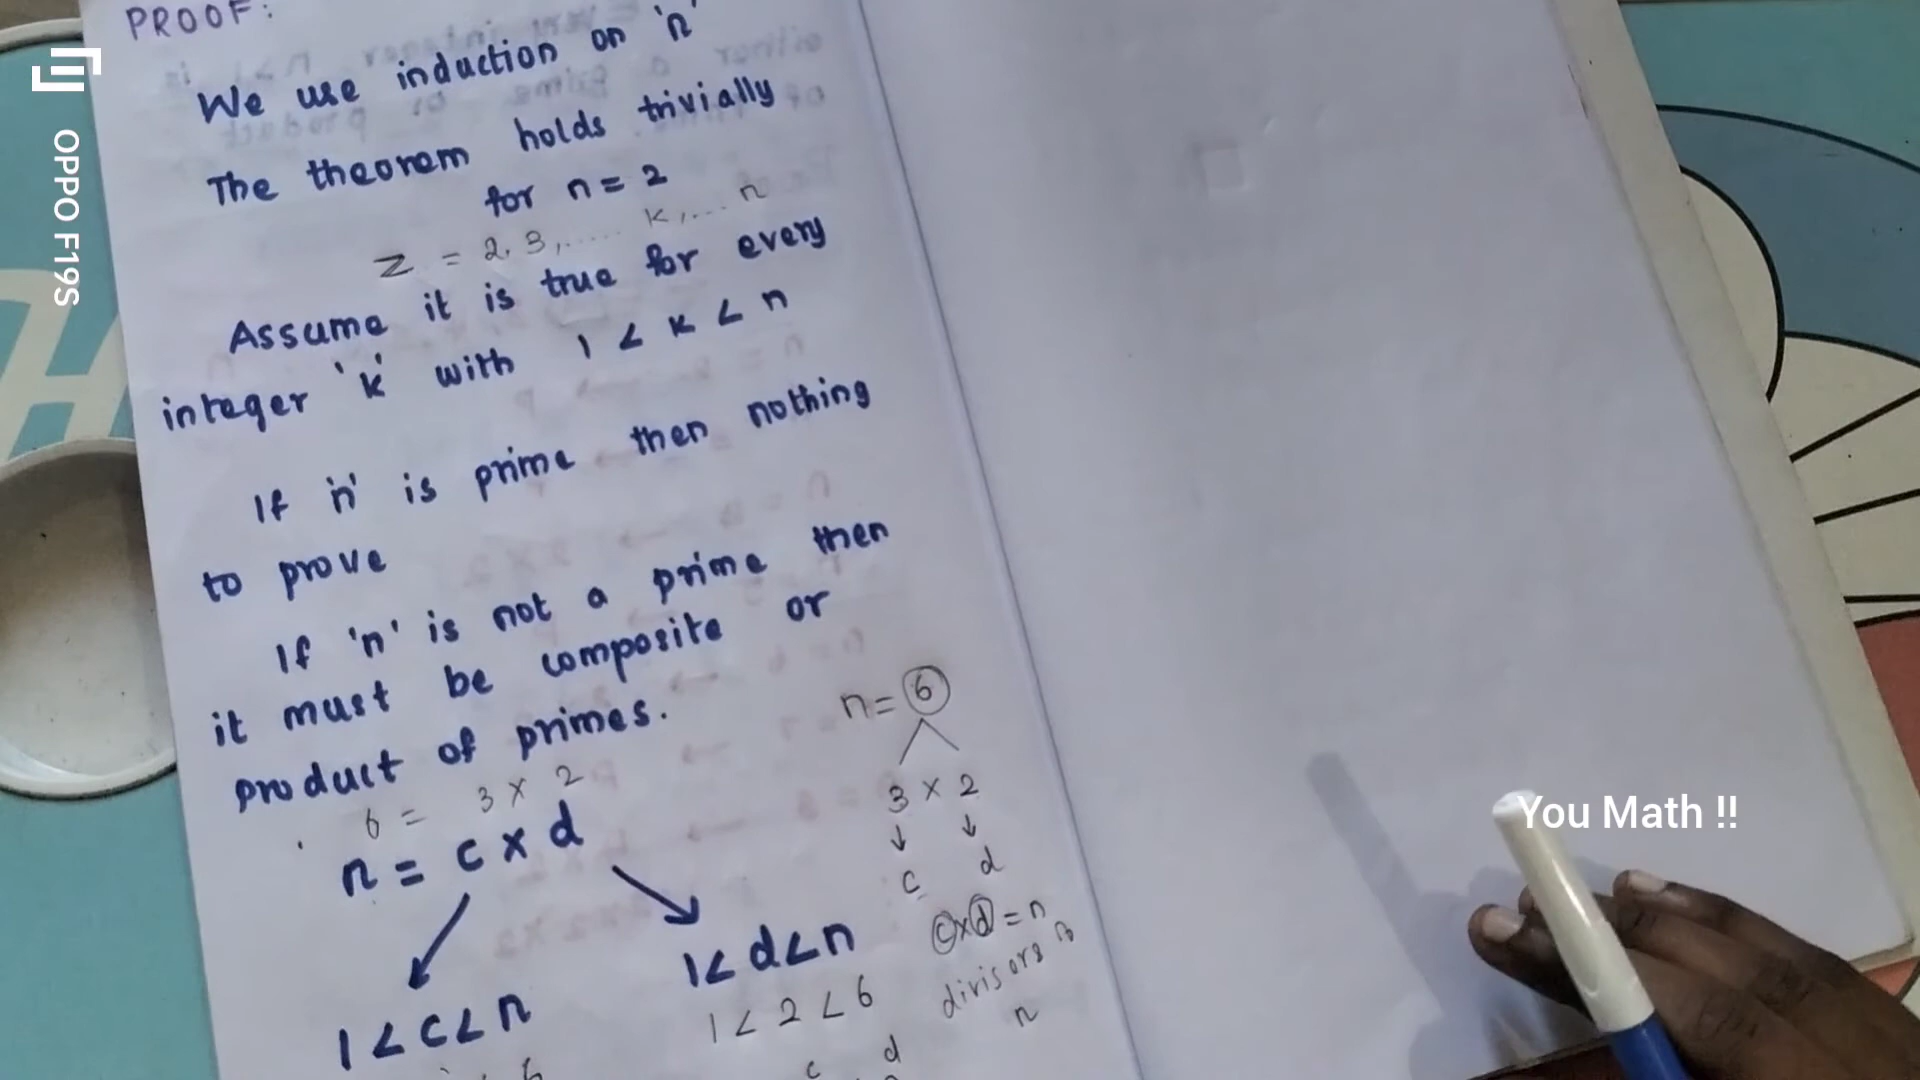 PROOF:
We use induction on 'n'
The theorem holds trivially
for n = 2
Z = 2, 3, ..... k, ... n
Assume it is true for every
integer 'k' with 1 < k < n
If 'n' is prime then nothing
to prove
If 'n' is not a prime then
it must be composite or
product of primes.
6 = 3 × 2
n = c × d
1 < c < n
1 < d < n
1 < 2 < 6
n = 6
3 × 2
↓ ↓
c d
c×d = n
divisors
n
c d
OPPO F19S
You Math !!